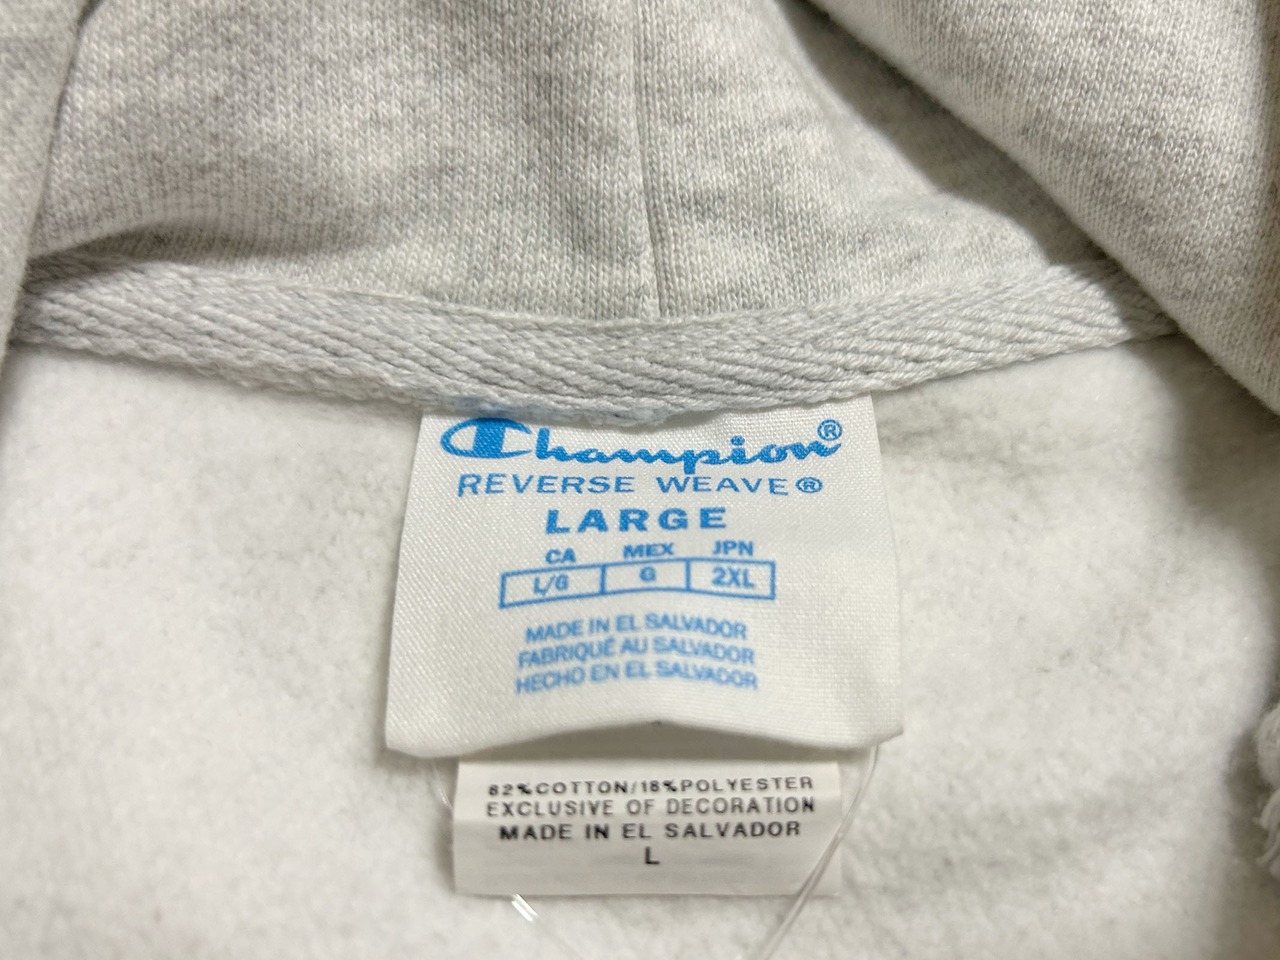 Champion®
REVERSE WEAVE®
LARGE
CA MEX JPN
L/G G 2XL
MADE IN EL SALVADOR
FABRIQUÉ AU SALVADOR
HECHO EN EL SALVADOR
82%COTTON/18%POLYESTER
EXCLUSIVE OF DECORATION
MADE IN EL SALVADOR
L